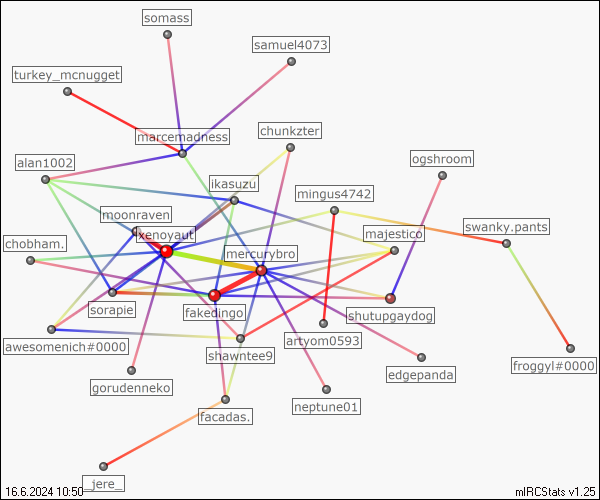 somass
samuel4073
turkey_mcnugget
chunkzter
marcemadness
ogshroom
alan1002
ikasuzu
mingus4742
moonraven
swanky.pants
xenoyaut
majestico
chobham.
mercurybro
sorapie
fakedingo
shutupgaydog
artyom0593
awesomenich#0000
shawntee9
froggyl#0000
edgepanda
gorudenneko
neptune01
facadas.
_jere_
16.6.2024 10:50
mIRCStats v1.25